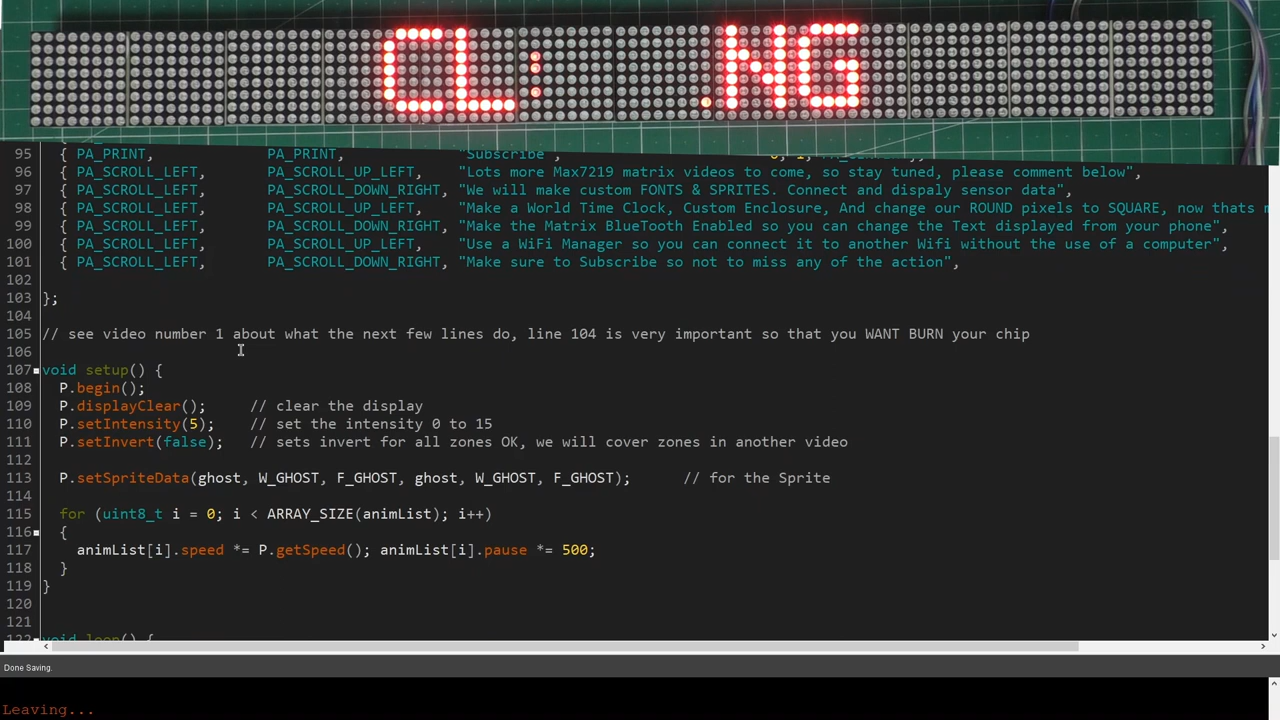 CL: .NG
95 { PA_PRINT, PA_PRINT, "Subscribe",
96 { PA_SCROLL_LEFT, PA_SCROLL_UP_LEFT, "Lots more Max7219 matrix videos to come, so stay tuned, please comment below",
97 { PA_SCROLL_LEFT, PA_SCROLL_DOWN_RIGHT, "We will make custom FONTS & SPRITES. Connect and dispaly sensor data",
98 { PA_SCROLL_LEFT, PA_SCROLL_UP_LEFT, "Make a World Time Clock, Custom Enclosure, And change our ROUND pixels to SQUARE, now thats m
99 { PA_SCROLL_LEFT, PA_SCROLL_DOWN_RIGHT, "Make the Matrix BlueTooth Enabled so you can change the Text displayed from your phone",
100 { PA_SCROLL_LEFT, PA_SCROLL_UP_LEFT, "Use a WiFi Manager so you can connect it to another Wifi without the use of a computer",
101 { PA_SCROLL_LEFT, PA_SCROLL_DOWN_RIGHT, "Make sure to Subscribe so not to miss any of the action",
102
103 };
104
105 // see video number 1 about what the next few lines do, line 104 is very important so that you WANT BURN your chip
106
107 void setup() {
108 P.begin();
109 P.displayClear(); // clear the display
110 P.setIntensity(5); // set the intensity 0 to 15
111 P.setInvert(false); // sets invert for all zones OK, we will cover zones in another video
112
113 P.setSpriteData(ghost, W_GHOST, F_GHOST, ghost, W_GHOST, F_GHOST); // for the Sprite
114
115 for (uint8_t i = 0; i < ARRAY_SIZE(animList); i++)
116 {
117 animList[i].speed *= P.getSpeed(); animList[i].pause *= 500;
118 }
119 }
120
121
122 void loop() {
Done Saving.
Leaving...